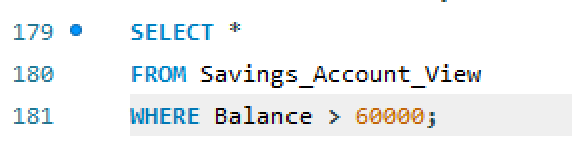 179 SELECT *
180 FROM Savings_Account_View
181 WHERE Balance > 60000;